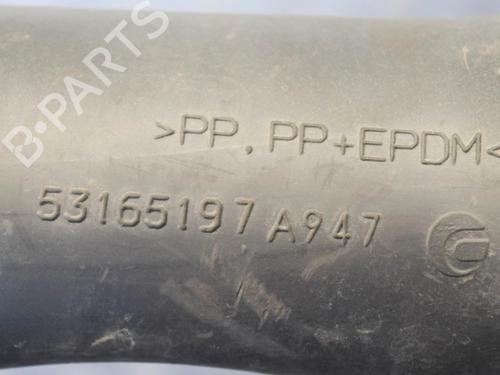 B-PARTS
>PP.PP+EPDM<
53165197 A947
G